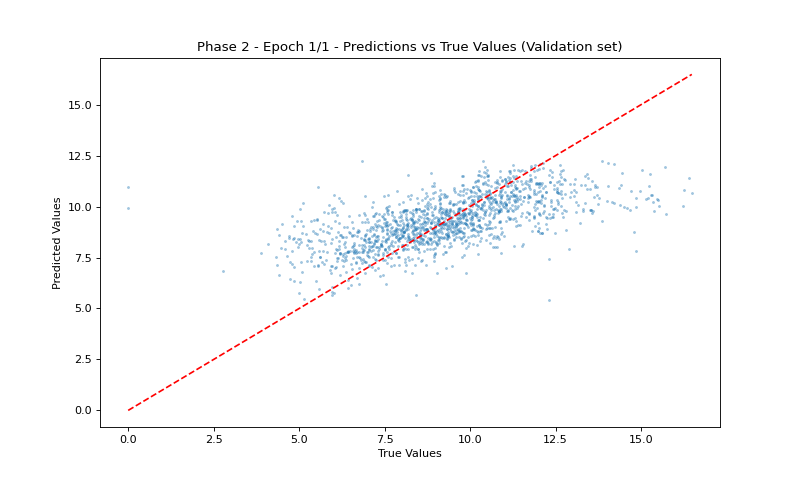 Phase 2 - Epoch 1/1 - Predictions vs True Values (Validation set)
Predicted Values
15.0
12.5
10.0
7.5
5.0
2.5
0.0
0.0 2.5 5.0 7.5 10.0 12.5 15.0
True Values